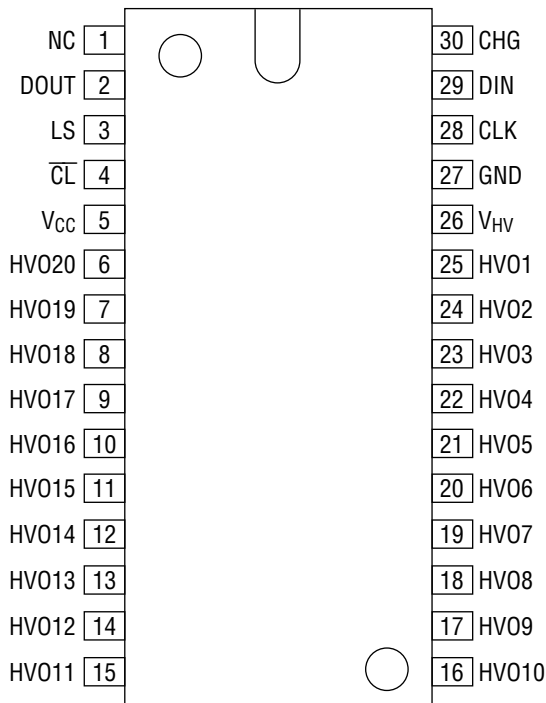 NC 1 30 CHG
DOUT 2 29 DIN
LS 3 28 CLK
C̅L̅ 4 27 GND
VCC 5 26 VHV
HVO20 6 25 HVO1
HVO19 7 24 HVO2
HVO18 8 23 HVO3
HVO17 9 22 HVO4
HVO16 10 21 HVO5
HVO15 11 20 HVO6
HVO14 12 19 HVO7
HVO13 13 18 HVO8
HVO12 14 17 HVO9
HVO11 15 16 HVO10